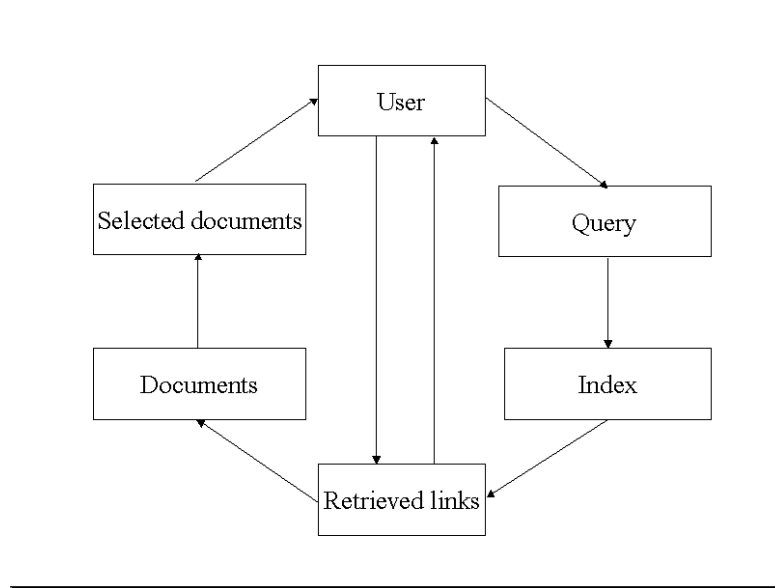 User
Selected documents
Query
Documents
Index
Retrieved links